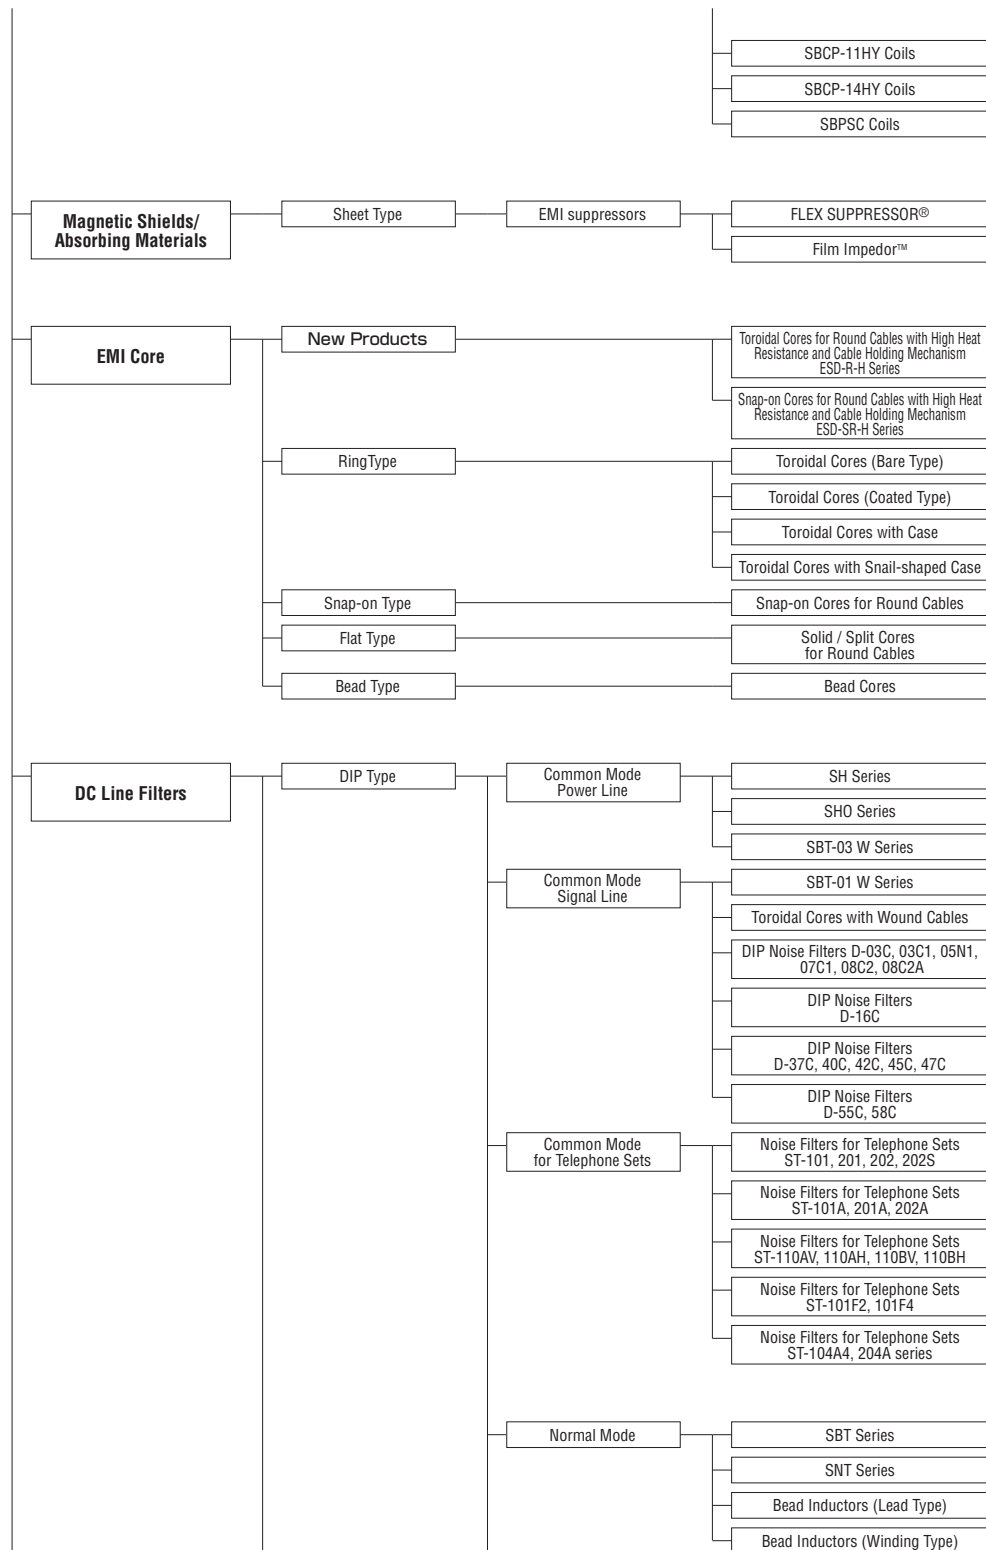 SBCP-11HY Coils
SBCP-14HY Coils
SBPSC Coils
Magnetic Shields/
Absorbing Materials
Sheet Type
EMI suppressors
FLEX SUPPRESSOR®
Film Impedor™
EMI Core
New Products
Toroidal Cores for Round Cables with High Heat
Resistance and Cable Holding Mechanism
ESD-R-H Series
Snap-on Cores for Round Cables with High Heat
Resistance and Cable Holding Mechanism
ESD-SR-H Series
RingType
Toroidal Cores (Bare Type)
Toroidal Cores (Coated Type)
Toroidal Cores with Case
Toroidal Cores with Snail-shaped Case
Snap-on Type
Snap-on Cores for Round Cables
Flat Type
Solid / Split Cores
for Round Cables
Bead Type
Bead Cores
DC Line Filters
DIP Type
Common Mode
Power Line
SH Series
SHO Series
SBT-03 W Series
Common Mode
Signal Line
SBT-01 W Series
Toroidal Cores with Wound Cables
DIP Noise Filters D-03C, 03C1, 05N1,
07C1, 08C2, 08C2A
DIP Noise Filters
D-16C
DIP Noise Filters
D-37C, 40C, 42C, 45C, 47C
DIP Noise Filters
D-55C, 58C
Common Mode
for Telephone Sets
Noise Filters for Telephone Sets
ST-101, 201, 202, 202S
Noise Filters for Telephone Sets
ST-101A, 201A, 202A
Noise Filters for Telephone Sets
ST-110AV, 110AH, 110BV, 110BH
Noise Filters for Telephone Sets
ST-101F2, 101F4
Noise Filters for Telephone Sets
ST-104A4, 204A series
Normal Mode
SBT Series
SNT Series
Bead Inductors (Lead Type)
Bead Inductors (Winding Type)